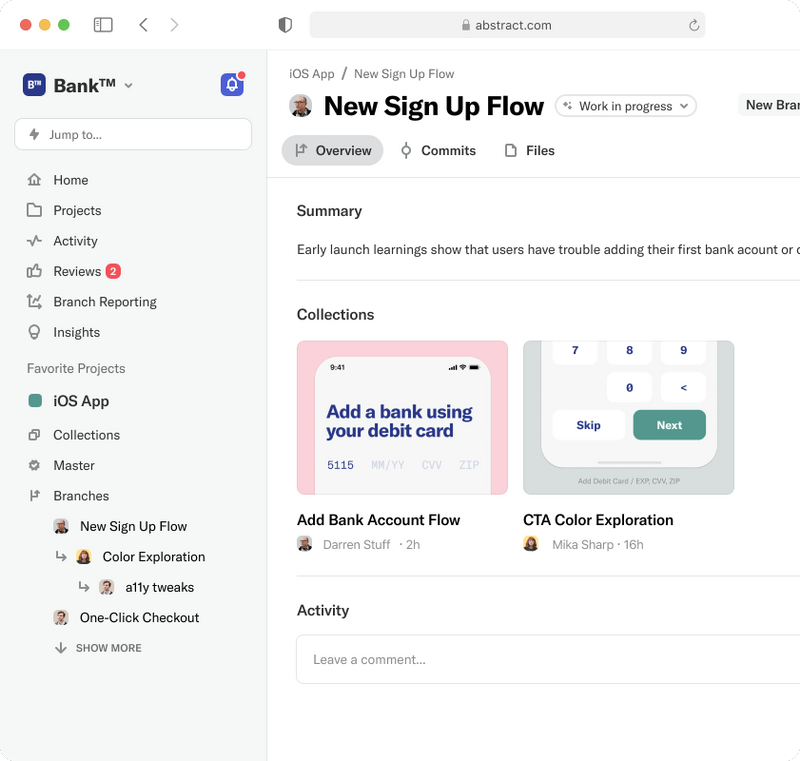 abstract.com
B™
Bank™
Jump to...
Home
Projects
Activity
Reviews 2
Branch Reporting
Insights
Favorite Projects
iOS App
Collections
Master
Branches
New Sign Up Flow
Color Exploration
a11y tweaks
One-Click Checkout
SHOW MORE
iOS App / New Sign Up Flow
New Sign Up Flow
Work in progress
New Bran
Overview
Commits
Files
Summary
Early launch learnings show that users have trouble adding their first bank acount or
Collections
9:41
Add a bank using
your debit card
5115 MM/YY CVV ZIP
Add Bank Account Flow
Darren Stuff · 2h
7 8 9
0 <
Skip Next
Add Debit Card / EXP, CVV, ZIP
CTA Color Exploration
Mika Sharp · 16h
Activity
Leave a comment...